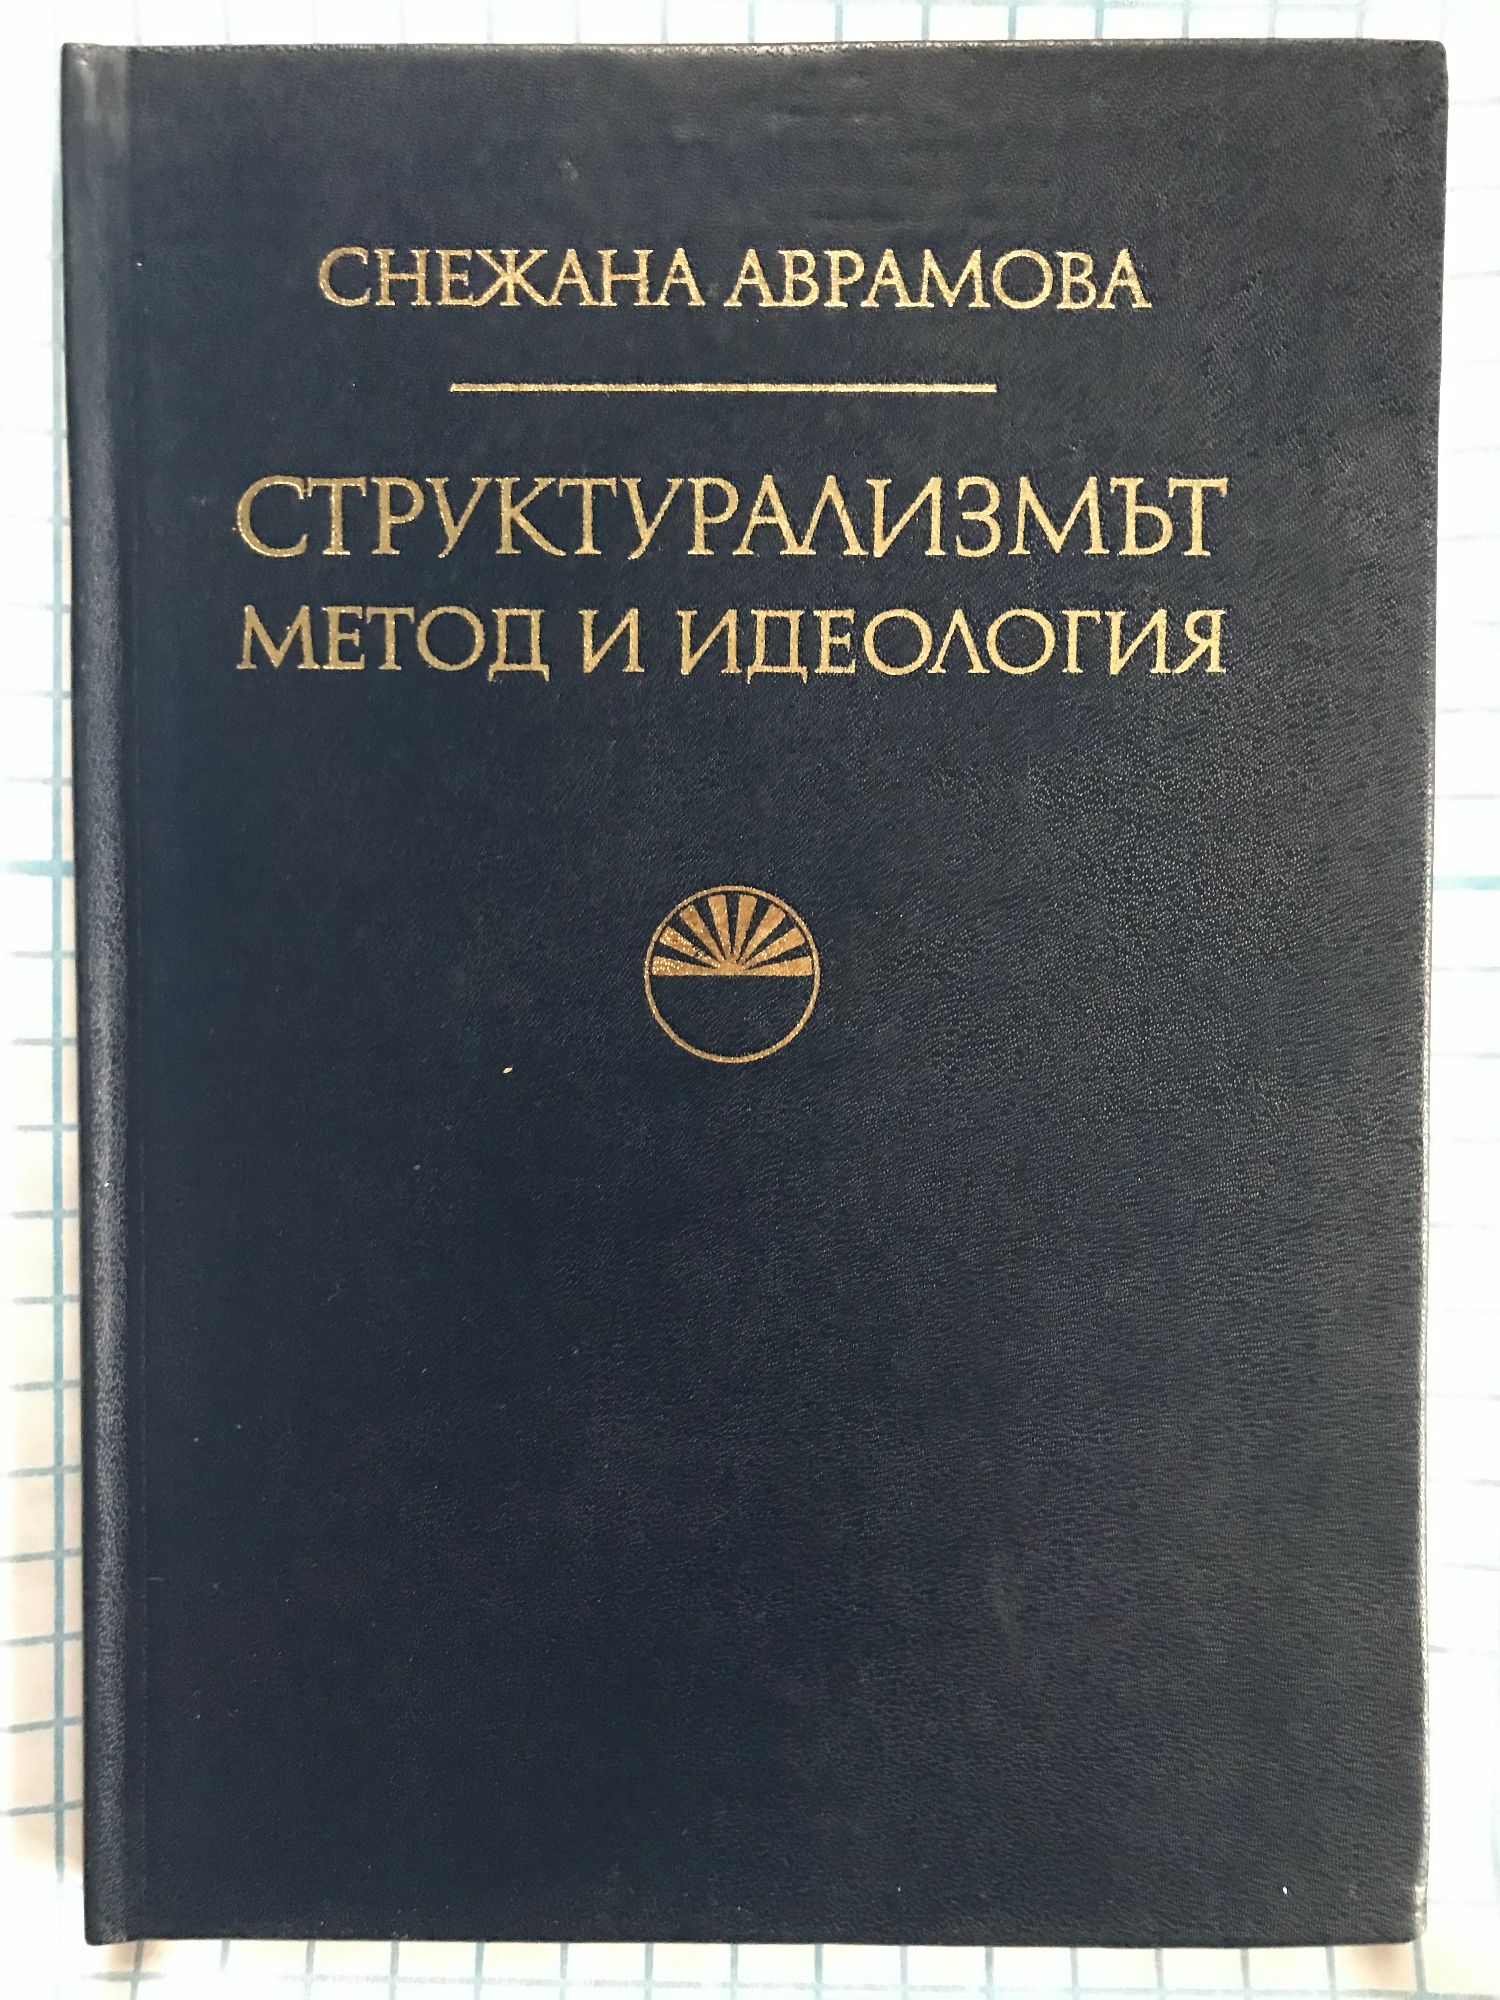 СНЕЖАНА АВРАМОВА
СТРУКТУРАЛИЗМЪТ
МЕТОД И ИДЕОЛОГИЯ